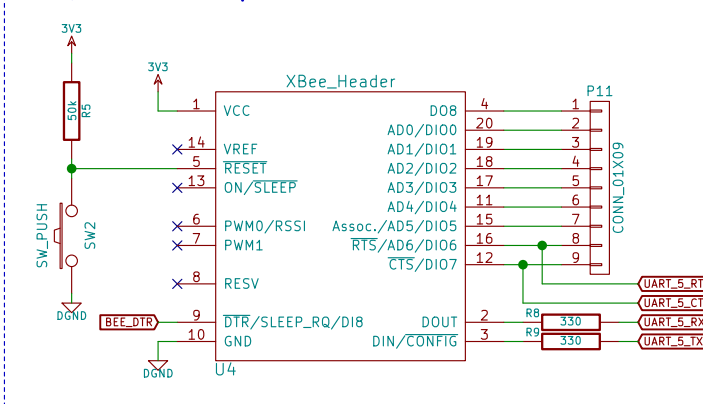 3V3
3V3
50k
R5
SW_PUSH
SW2
DGND
BEE_DTR
DGND
XBee_Header
1 VCC
14 VREF
5 RESET
13 ON/SLEEP
6 PWM0/RSSI
7 PWM1
8 RESV
9 DTR/SLEEP_RQ/DI8
10 GND
U4
DO8 4
AD0/DIO0 20
AD1/DIO1 19
AD2/DIO2 18
AD3/DIO3 17
AD4/DIO4 11
Assoc./AD5/DIO5 15
RTS/AD6/DIO6 16
CTS/DIO7 12
DOUT 2
DIN/CONFIG 3
P11
1
2
3
4
5
6
7
8
9
CONN_01X09
R8
330
R9
330
UART_5_RT
UART_5_CT
UART_5_RX
UART_5_TX